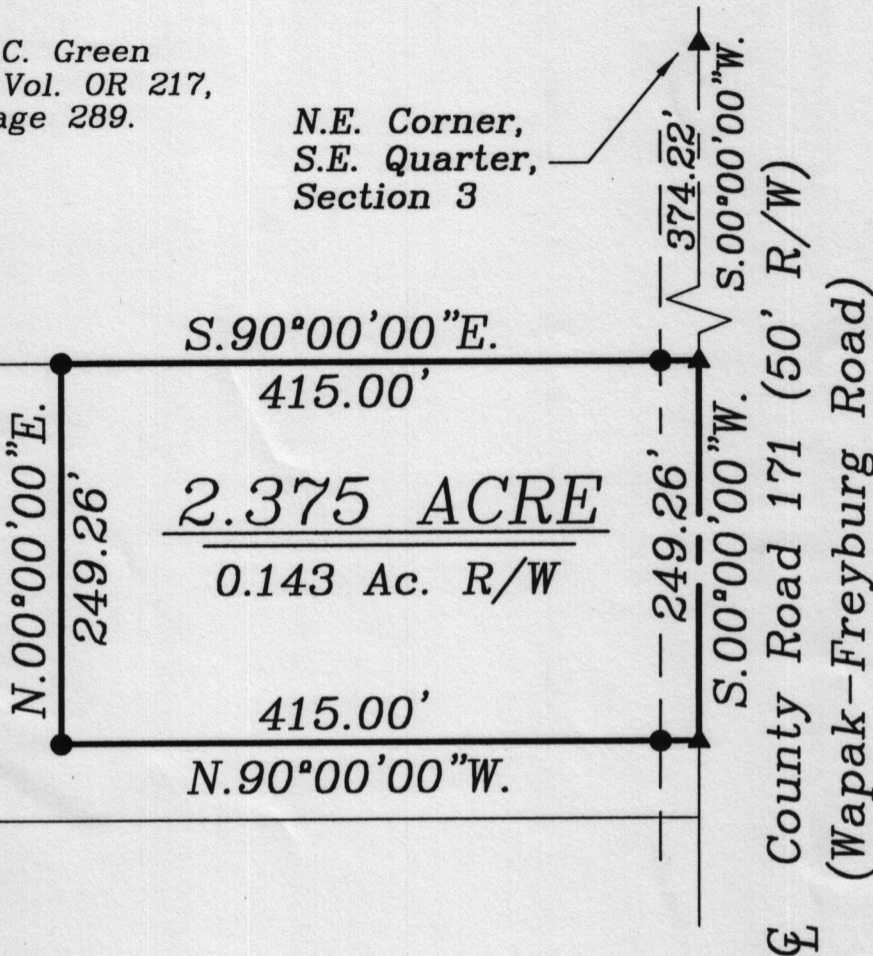 C. Green
Vol. OR 217,
age 289.
N.E. Corner,
S.E. Quarter,
Section 3
374.22'
S.00°00'00"W.
S.90°00'00"E.
415.00'
N.00°00'00"E.
249.26'
2.375 ACRE
0.143 Ac. R/W
249.26'
S.00°00'00"W.
415.00'
N.90°00'00"W.
℄ County Road 171 (50' R/W)
(Wapak-Freyburg Road)